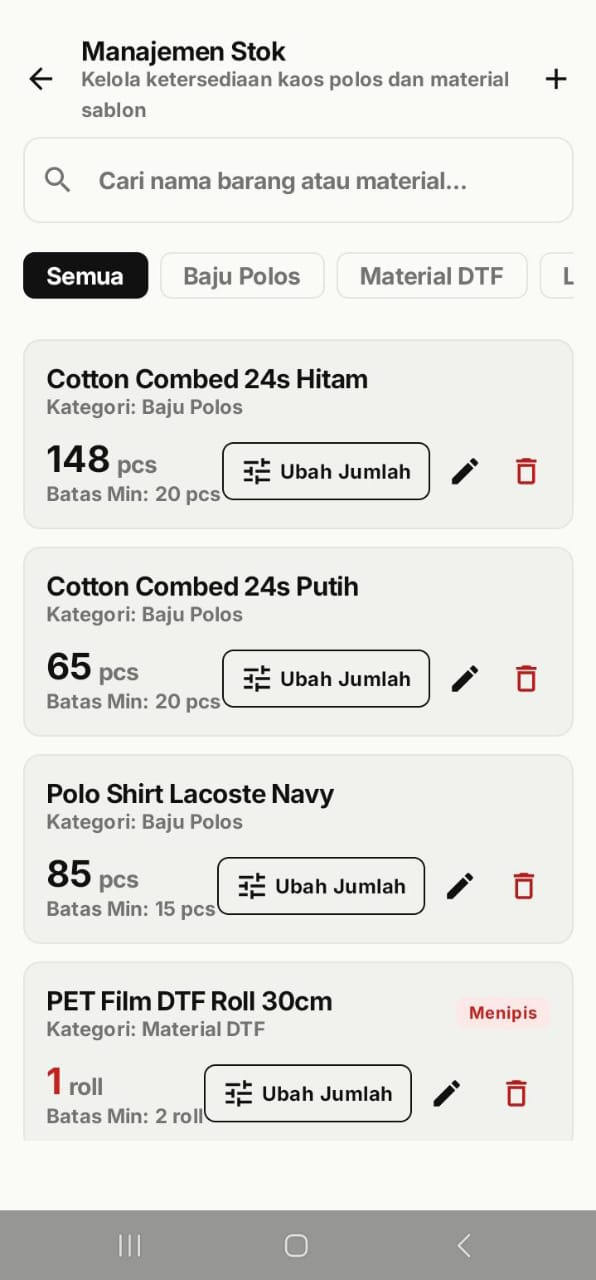 Manajemen Stok
Kelola ketersediaan kaos polos dan material
sablon
Cari nama barang atau material...
Semua
Baju Polos
Material DTF
L
Cotton Combed 24s Hitam
Kategori: Baju Polos
148 pcs
Batas Min: 20 pcs
Ubah Jumlah
Cotton Combed 24s Putih
Kategori: Baju Polos
65 pcs
Batas Min: 20 pcs
Ubah Jumlah
Polo Shirt Lacoste Navy
Kategori: Baju Polos
85 pcs
Batas Min: 15 pcs
Ubah Jumlah
PET Film DTF Roll 30cm
Menipis
Kategori: Material DTF
1 roll
Batas Min: 2 roll
Ubah Jumlah